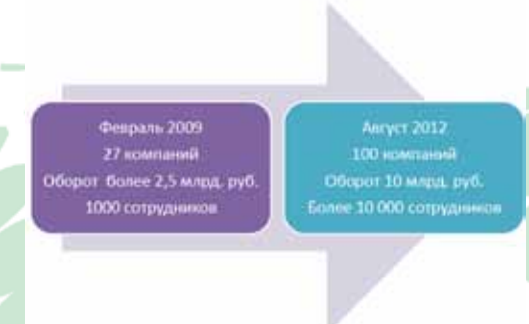 Февраль 2009
27 компаний
Оборот более 2,5 млрд. руб.
1000 сотрудников
Август 2012
100 компаний
Оборот 10 млрд. руб.
Более 10 000 сотрудников